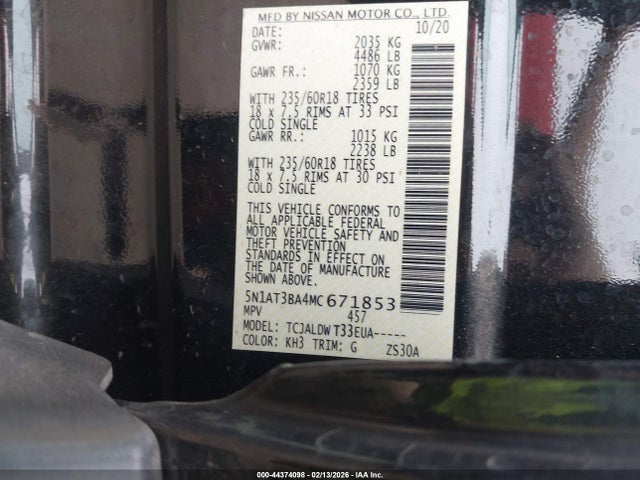 MFD BY NISSAN MOTOR CO., LTD.
DATE: 10/20
GVWR: 2035 KG
4486 LB
GAWR FR.: 1070 KG
2359 LB
WITH 235/60R18 TIRES
18 x 7.5 RIMS AT 33 PSI
COLD SINGLE
GAWR RR.: 1015 KG
2238 LB
WITH 235/60R18 TIRES
18 x 7.5 RIMS AT 30 PSI
COLD SINGLE
THIS VEHICLE CONFORMS TO
ALL APPLICABLE FEDERAL
MOTOR VEHICLE SAFETY AND
THEFT PREVENTION
STANDARDS IN EFFECT ON
THE DATE OF MANUFACTURE
SHOWN ABOVE.
5N1AT3BA4MC671853
MPV 457
MODEL: TCJALDW T33EUA-----
COLOR: KH3 TRIM: G ZS30A
000-44374098 - 02/13/2026 - IAA Inc.